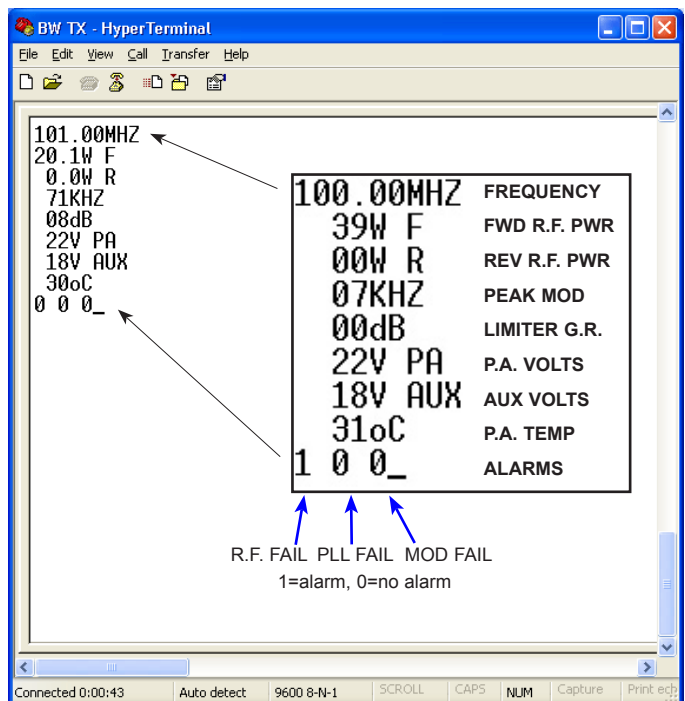 BW TX - HyperTerminal
File Edit View Call Transfer Help
101.00MHZ
20.1W F
0.0W R
71KHZ
08dB
22V PA
18V AUX
30oC
0 0 0_
100.00MHZ FREQUENCY
39W F FWD R.F. PWR
00W R REV R.F. PWR
07KHZ PEAK MOD
00dB LIMITER G.R.
22V PA P.A. VOLTS
18V AUX AUX VOLTS
31oC P.A. TEMP
1 0 0_ ALARMS
R.F. FAIL PLL FAIL MOD FAIL
1=alarm, 0=no alarm
Connected 0:00:43 Auto detect 9600 8-N-1 SCROLL CAPS NUM Capture Print ech